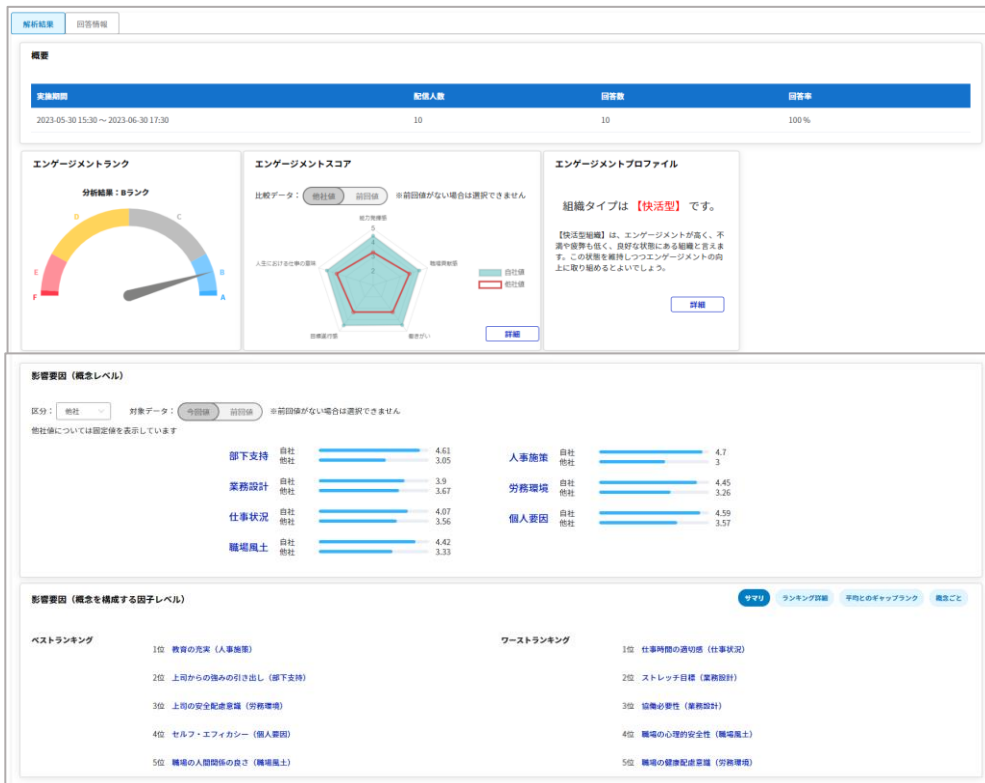 解析結果 回答情報
概要
実施期間 配信人数 回答数 回答率
2023-05-30 15:30 ～ 2023-06-30 17:30 10 10 100 %
エンゲージメントランク
分析結果：Bランク
D C
E B
F A
エンゲージメントスコア
比較データ： 他社値 前回値 ※前回値がない場合は選択できません
5
4
3
2
人生における仕事の意味 職場貢献感
自社値
他社値
目標遂行感 働きがい
詳細
エンゲージメントプロファイル
組織タイプは 【快活型】 です。
【快活型組織】は、エンゲージメントが高く、不
満や疲弊も低く、良好な状態にある組織と言えま
す。この状態を維持しつつエンゲージメントの向
上に取り組めるとよいでしょう。
詳細
影響要因（概念レベル）
区分： 他社 対象データ： 今回値 前回値 ※前回値がない場合は選択できません
他社値については固定値を表示しています
部下支持 自社 4.61
他社 3.05
業務設計 自社 3.9
他社 3.67
仕事状況 自社 4.07
他社 3.56
職場風土 自社 4.42
他社 3.33
人事施策 自社 4.7
他社 3
労務環境 自社 4.45
他社 3.26
個人要因 自社 4.59
他社 3.57
影響要因（概念を構成する因子レベル）
サマリ ランキング詳細 平均とのギャップランク 概念ごと
ベストランキング
1位 教育の充実（人事施策）
2位 上司からの強みの引き出し（部下支持）
3位 上司の安全配慮意識（労務環境）
4位 セルフ・エフィカシー（個人要因）
5位 職場の人間関係の良さ（職場風土）
ワーストランキング
1位 仕事時間の適切感（仕事状況）
2位 ストレッチ目標（業務設計）
3位 協働必要性（業務設計）
4位 職場の心理的安全性（職場風土）
5位 職場の健康配慮意識（労務環境）